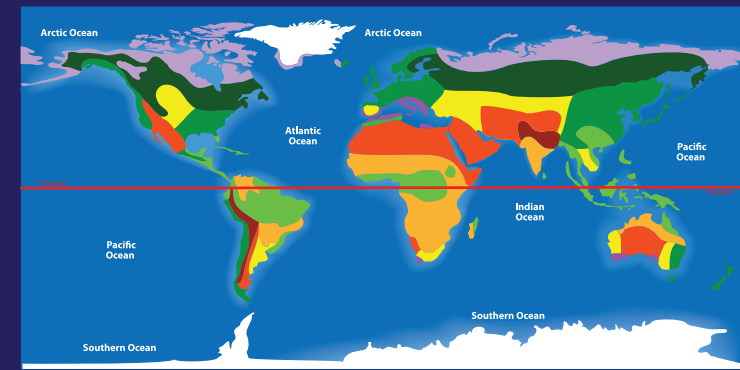 Arctic Ocean
Arctic Ocean
Atlantic
Ocean
Pacific
Ocean
Indian
Ocean
Pacific
Ocean
Southern Ocean
Southern Ocean